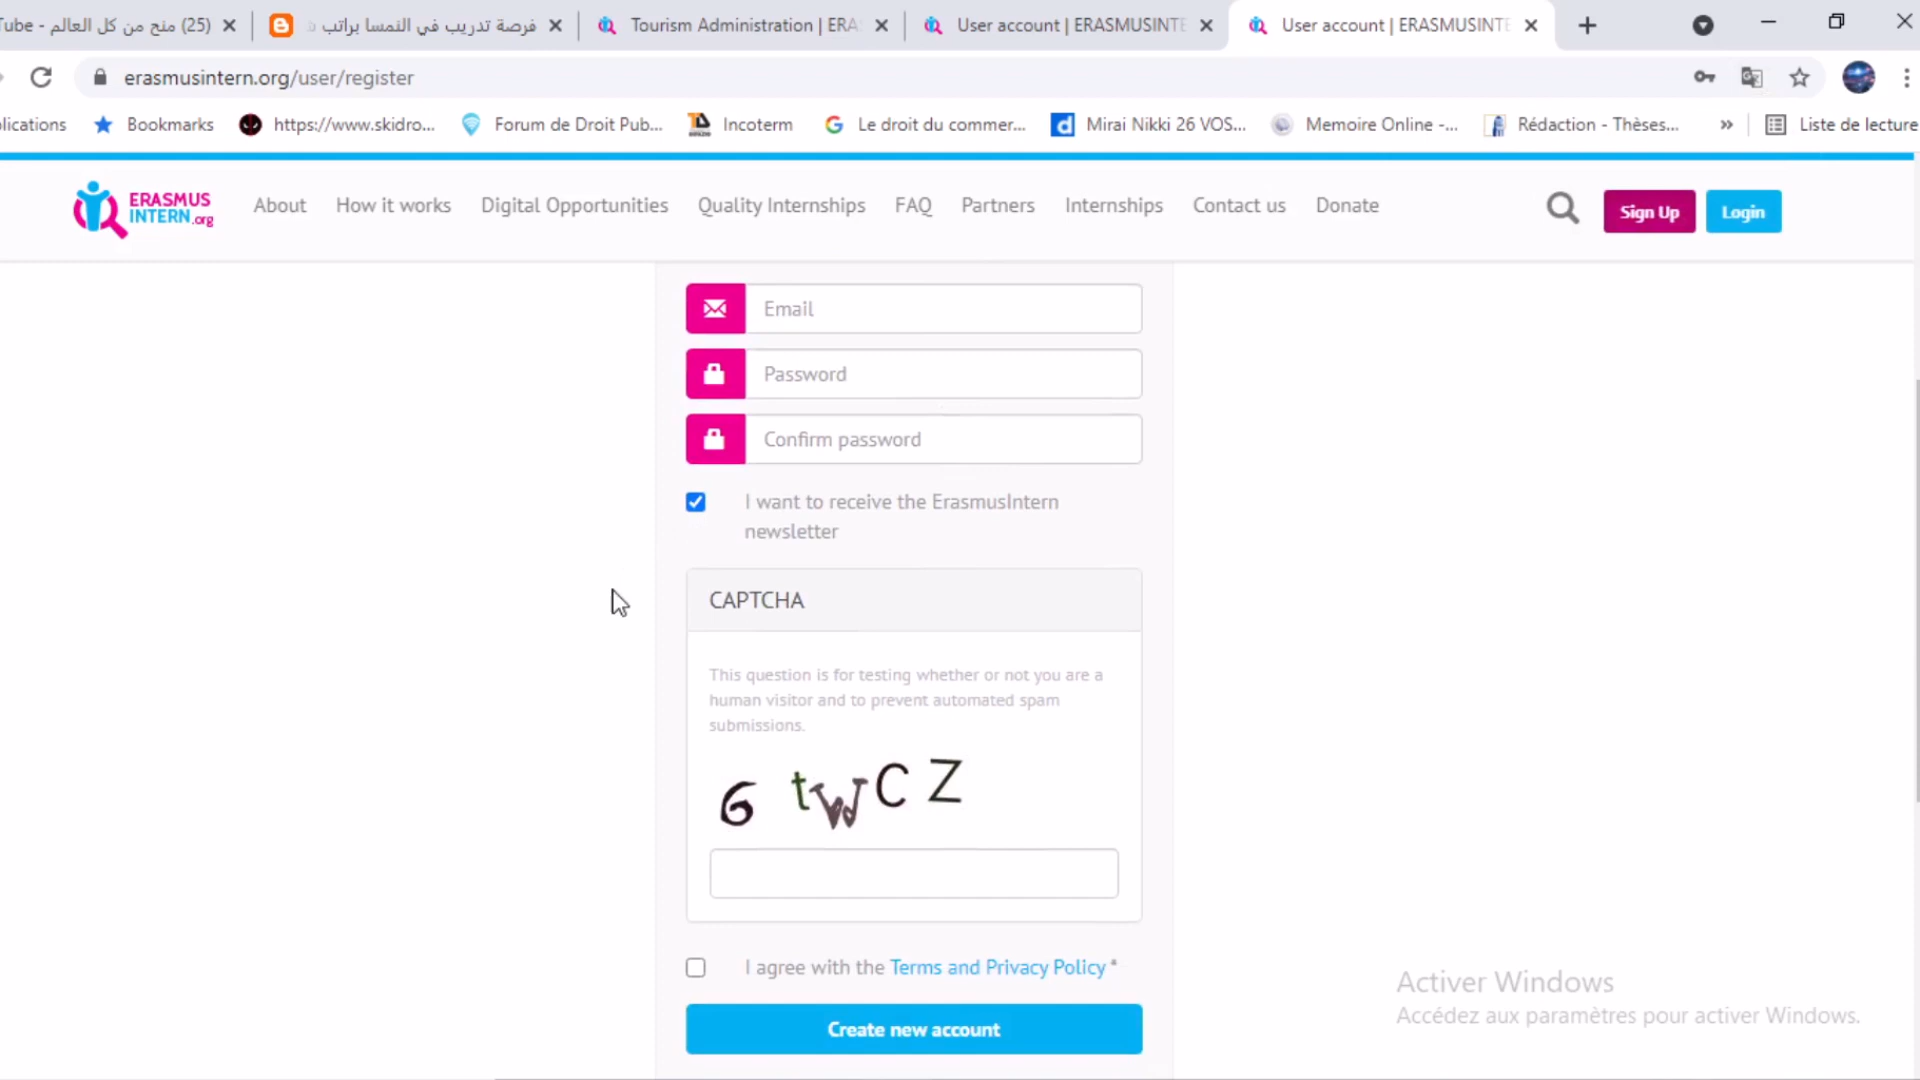 Tube - منح من كل العالم (25)
فرصة تدريب في النمسا براتب
Tourism Administration | ERA
User account | ERASMUSINTE
User account | ERASMUSINTE
erasmusintern.org/user/register
lications
Bookmarks
https://www.skidro...
Forum de Droit Pub...
Incoterm
Le droit du commer...
Mirai Nikki 26 VOS...
Memoire Online -...
Rédaction - Thèses...
»
Liste de lecture
ERASMUS
INTERN.org
About
How it works
Digital Opportunities
Quality Internships
FAQ
Partners
Internships
Contact us
Donate
Sign Up
Login
Email
Password
Confirm password
I want to receive the ErasmusIntern
newsletter
CAPTCHA
This question is for testing whether or not you are a
human visitor and to prevent automated spam
submissions.
6 tWCZ
I agree with the Terms and Privacy Policy *
Create new account
Activer Windows
Accédez aux paramètres pour activer Windows.